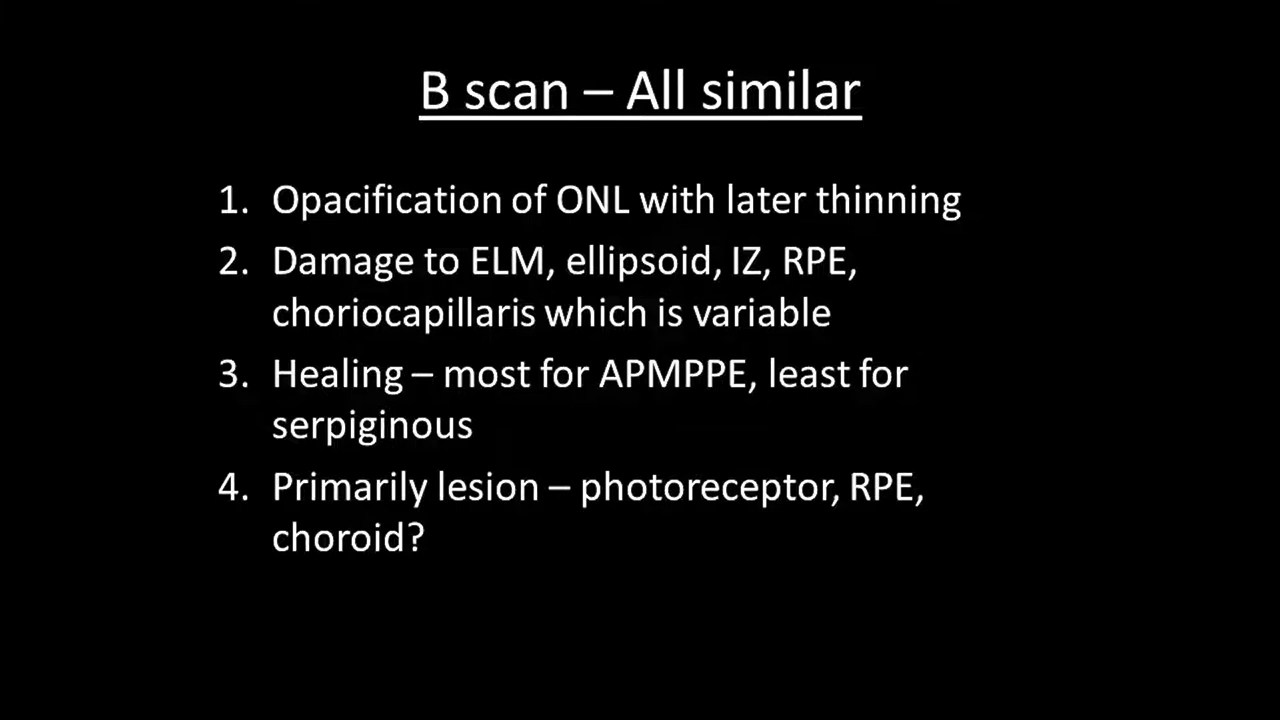 B scan – All similar
1. Opacification of ONL with later thinning
2. Damage to ELM, ellipsoid, IZ, RPE,
choriocapillaris which is variable
3. Healing – most for APMPPE, least for
serpiginous
4. Primarily lesion – photoreceptor, RPE,
choroid?